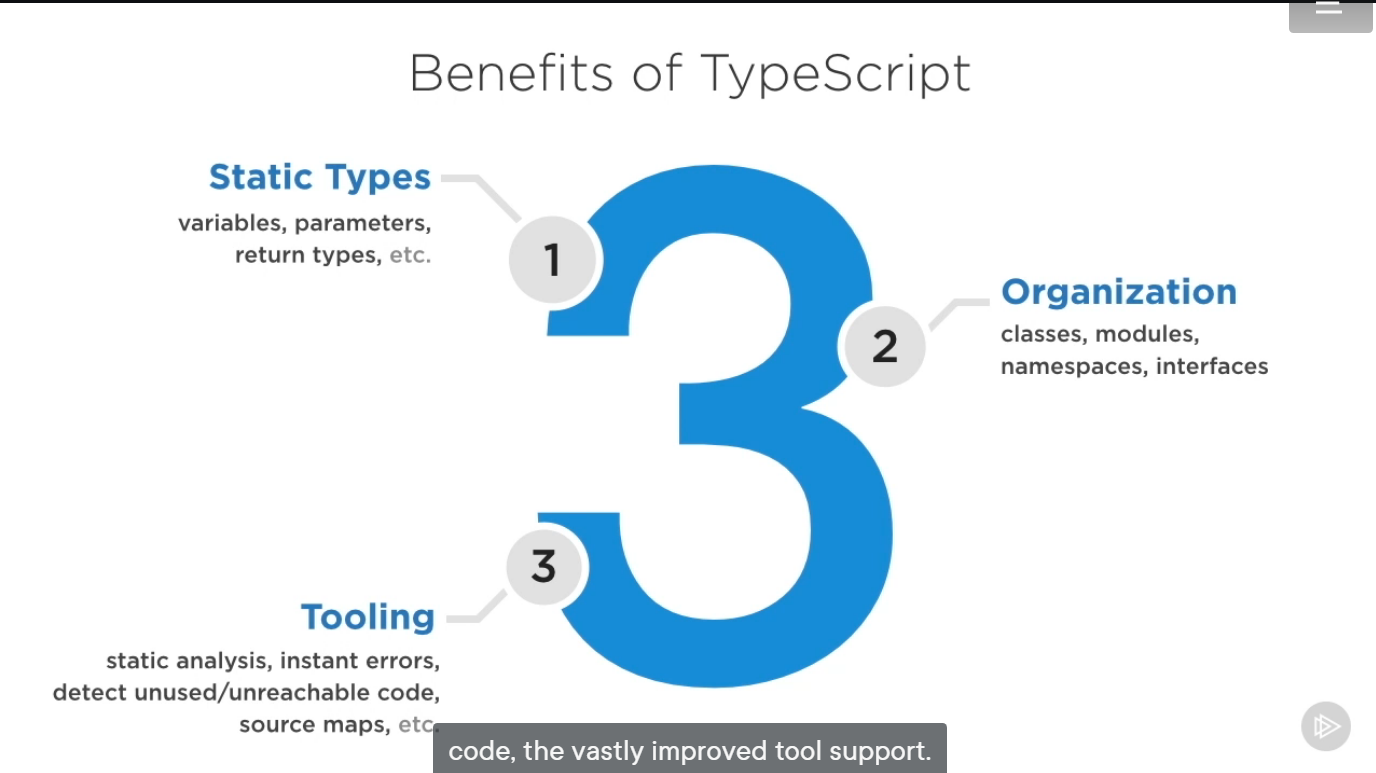 Benefits of TypeScript
Static Types
variables, parameters,
return types, etc.
1
2
Organization
classes, modules,
namespaces, interfaces
3
Tooling
static analysis, instant errors,
detect unused/unreachable code,
source maps, etc.
code, the vastly improved tool support.